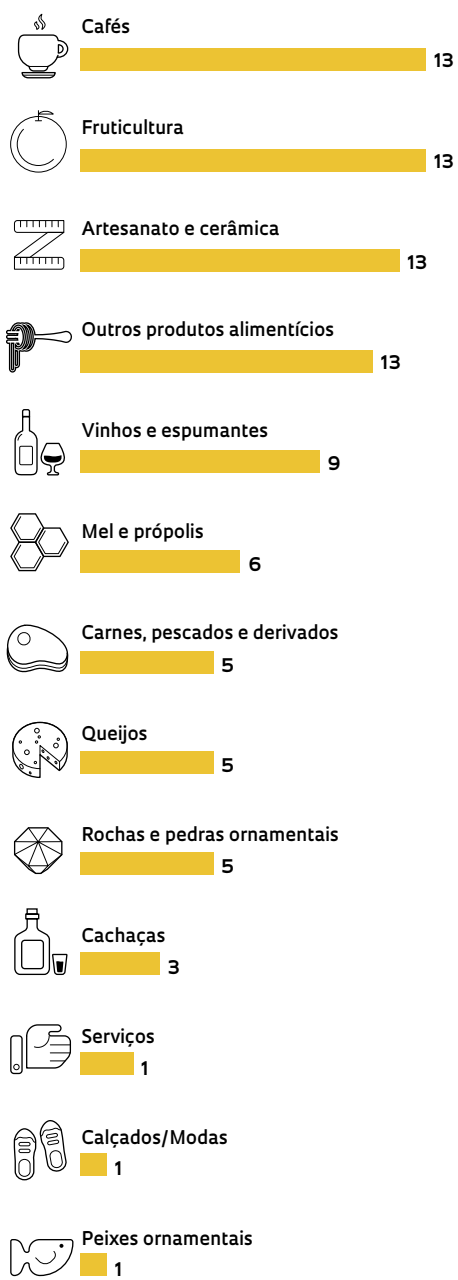 Cafés
13
Fruticultura
13
Artesanato e cerâmica
13
Outros produtos alimentícios
13
Vinhos e espumantes
9
Mel e própolis
6
Carnes, pescados e derivados
5
Queijos
5
Rochas e pedras ornamentais
5
Cachaças
3
Serviços
1
Calçados/Modas
1
Peixes ornamentais
1